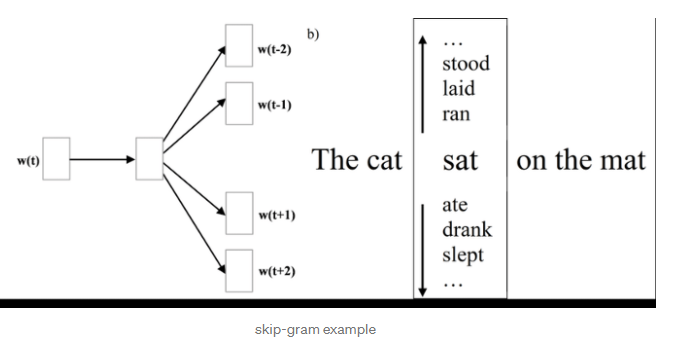 w(t)
w(t-2)
w(t-1)
w(t+1)
w(t+2)
b)
...
stood
laid
ran
The cat sat on the mat
ate
drank
slept
...
skip-gram example